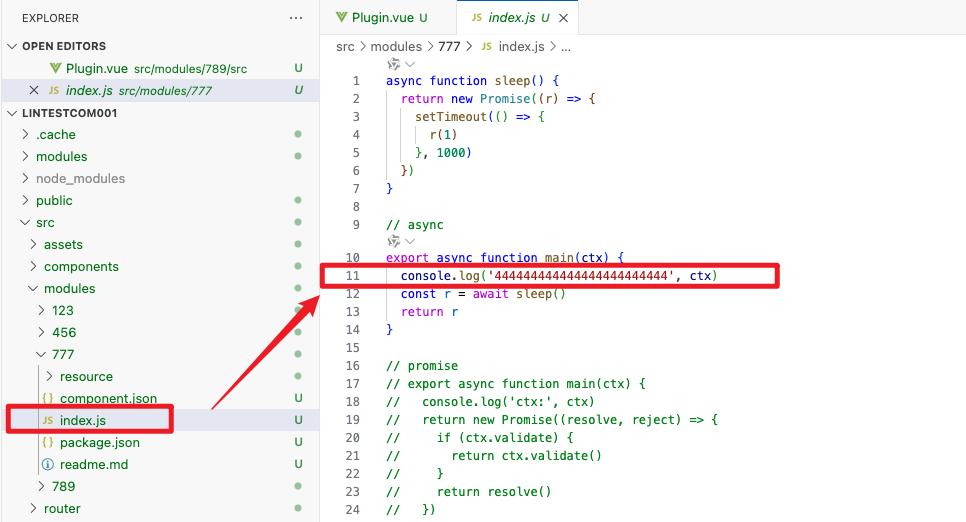 EXPLORER
OPEN EDITORS
Plugin.vue src/modules/789/src U
index.js src/modules/777 U
LINTESTCOM001
.cache
modules
node_modules
public
src
assets
components
modules
123
456
777
resource
{} component.json U
JS index.js U
{} package.json U
readme.md U
789
router
Plugin.vue U
JS index.js U
src > modules > 777 > JS index.js > ...
1 async function sleep() {
2 return new Promise((r) => {
3 setTimeout(() => {
4 r(1)
5 }, 1000)
6 })
7 }
8
9 // async
10 export async function main(ctx) {
11 console.log('444444444444444444444444', ctx)
12 const r = await sleep()
13 return r
14 }
15
16 // promise
17 // export async function main(ctx) {
18 // console.log('ctx:', ctx)
19 // return new Promise((resolve, reject) => {
20 // if (ctx.validate) {
21 // return ctx.validate()
22 // }
23 // return resolve()
24 // })